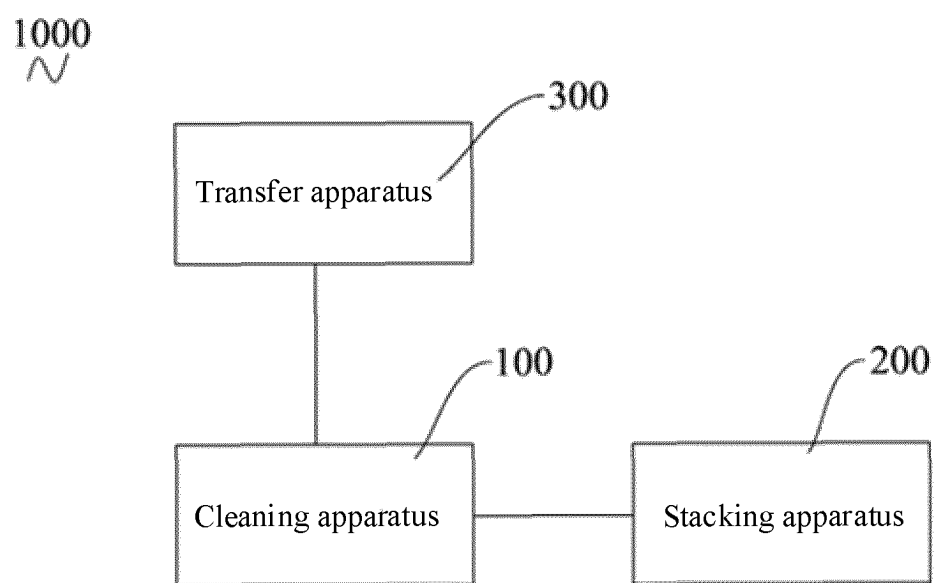 1000
300
Transfer apparatus
100
200
Cleaning apparatus
Stacking apparatus